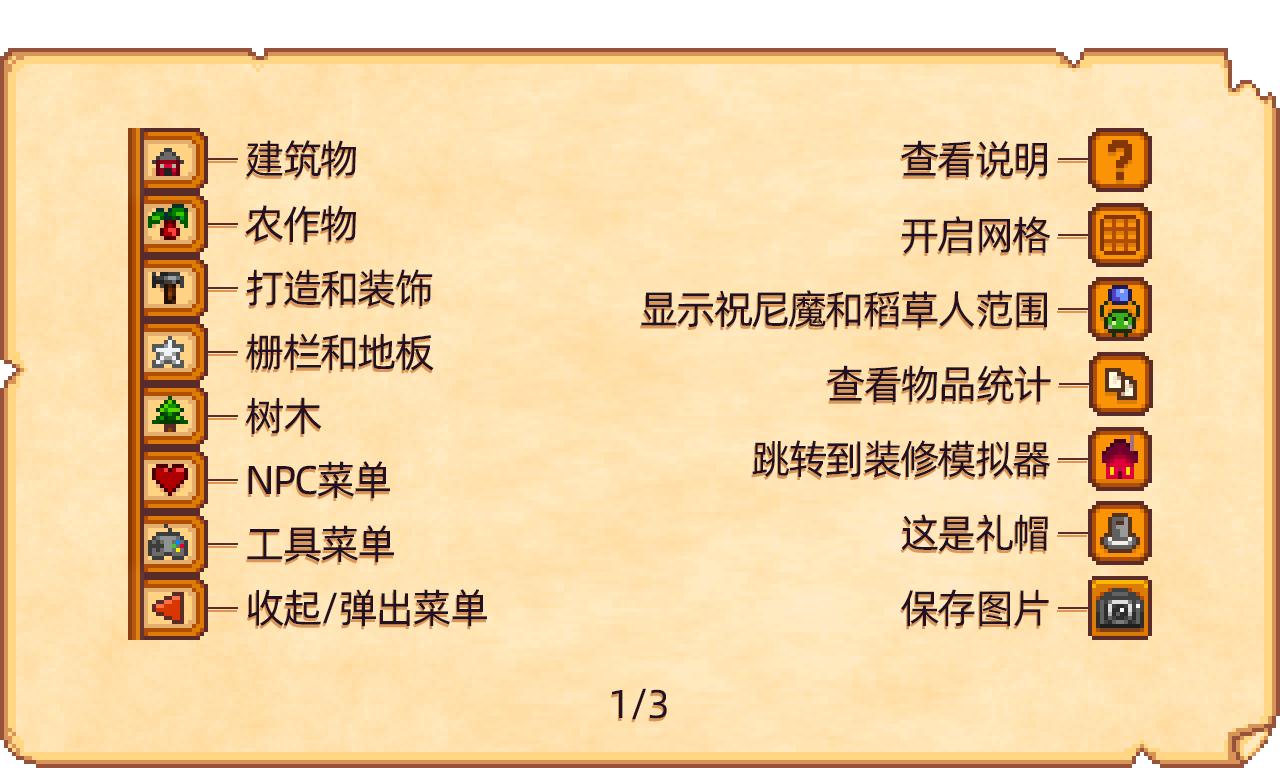 建筑物
农作物
打造和装饰
栅栏和地板
树木
NPC菜单
工具菜单
收起/弹出菜单
查看说明
开启网格
显示祝尼魔和稻草人范围
查看物品统计
跳转到装修模拟器
这是礼帽
保存图片
1/3